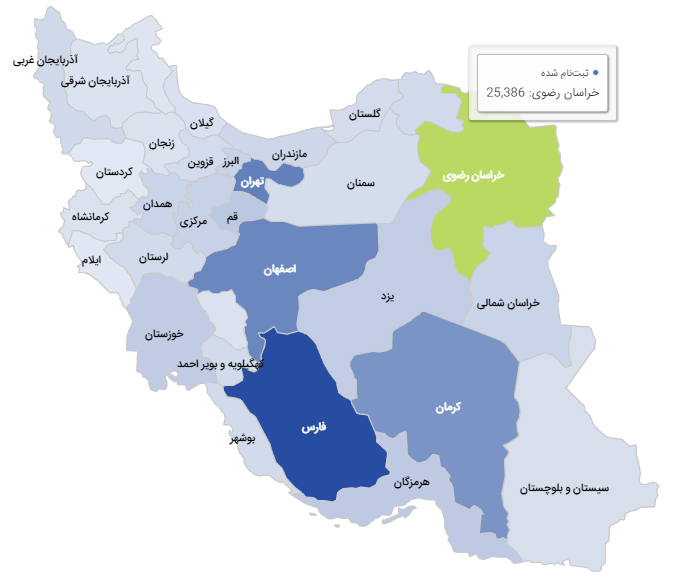 آذربایجان غربی
آذربایجان شرقی
ثبت‌نام شده
خراسان رضوی: 25,386
گیلان
گلستان
زنجان
مازندران
قزوین
البرز
تهران
کردستان
سمنان
خراسان رضوی
همدان
کرمانشاه
مرکزی
قم
ایلام
لرستان
اصفهان
یزد
خراسان شمالی
خوزستان
کهگیلویه و بویر احمد
کرمان
فارس
بوشهر
هرمزگان
سیستان و بلوچستان